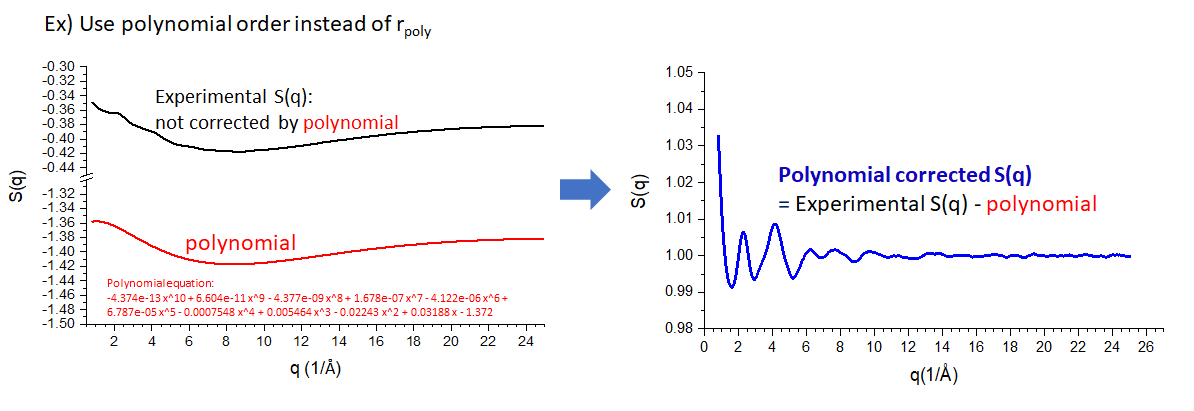 Ex) Use polynomial order instead of rpoly
-0.30
-0.32
-0.34
-0.36
-0.38
-0.40
-0.42
-0.44
-1.32
-1.34
-1.36
-1.38
-1.40
-1.42
-1.44
-1.46
-1.48
-1.50
S(q)
Experimental S(q):
not corrected by polynomial
polynomial
Polynomial equation:
-4.374e-13 x^10 + 6.604e-11 x^9 - 4.377e-09 x^8 + 1.678e-07 x^7 - 4.122e-06 x^6 +
6.787e-05 x^5 - 0.0007548 x^4 + 0.005464 x^3 - 0.02243 x^2 + 0.03188 x - 1.372
2 4 6 8 10 12 14 16 18 20 22 24
q (1/Å)
1.05
1.04
1.03
1.02
1.01
1.00
0.99
0.98
S(q)
Polynomial corrected S(q)
= Experimental S(q) - polynomial
0 2 4 6 8 10 12 14 16 18 20 22 24 26
q(1/Å)